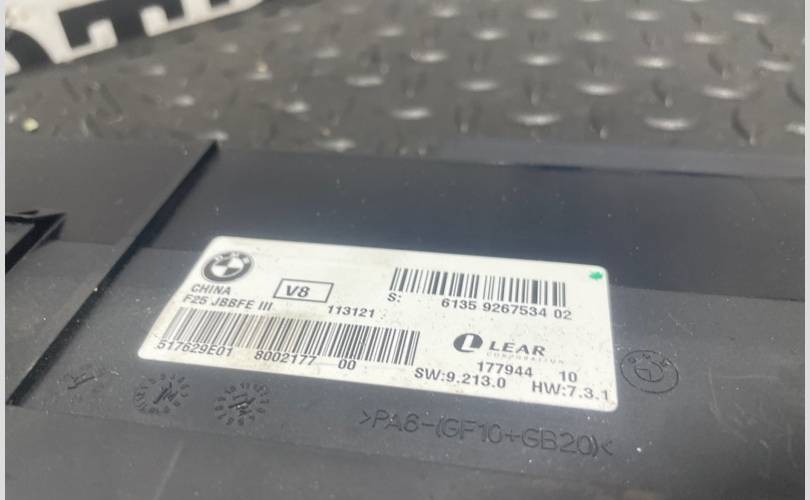 BMW
CHINA
V8
F25 JBBFE III
113121
S: 6135 9267534 02
LEAR
CORPORATION
517629E01 8002177 00
177944 10
SW:9.213.0 HW:7.3.1
>PA6-(GF10+GB20)<